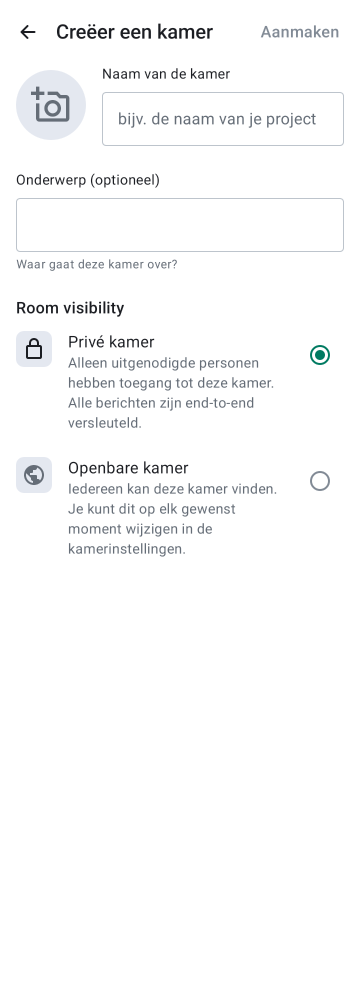 Creëer een kamer
Aanmaken
Naam van de kamer
bijv. de naam van je project
Onderwerp (optioneel)
Waar gaat deze kamer over?
Room visibility
Privé kamer
Alleen uitgenodigde personen
hebben toegang tot deze kamer.
Alle berichten zijn end-to-end
versleuteld.
Openbare kamer
Iedereen kan deze kamer vinden.
Je kunt dit op elk gewenst
moment wijzigen in de
kamerinstellingen.